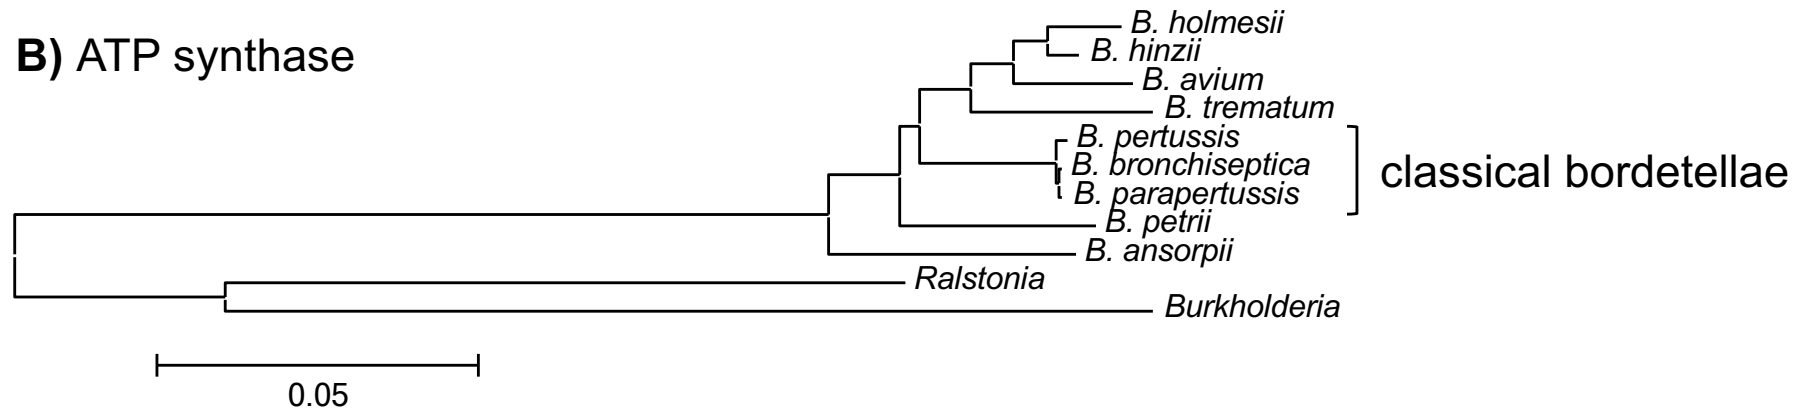 B) ATP synthase
B. holmesii
B. hinzii
B. avium
B. trematum
B. pertussis
B. bronchiseptica
B. parapertussis
classical bordetellae
B. petrii
B. ansorpii
Ralstonia
Burkholderia
0.05